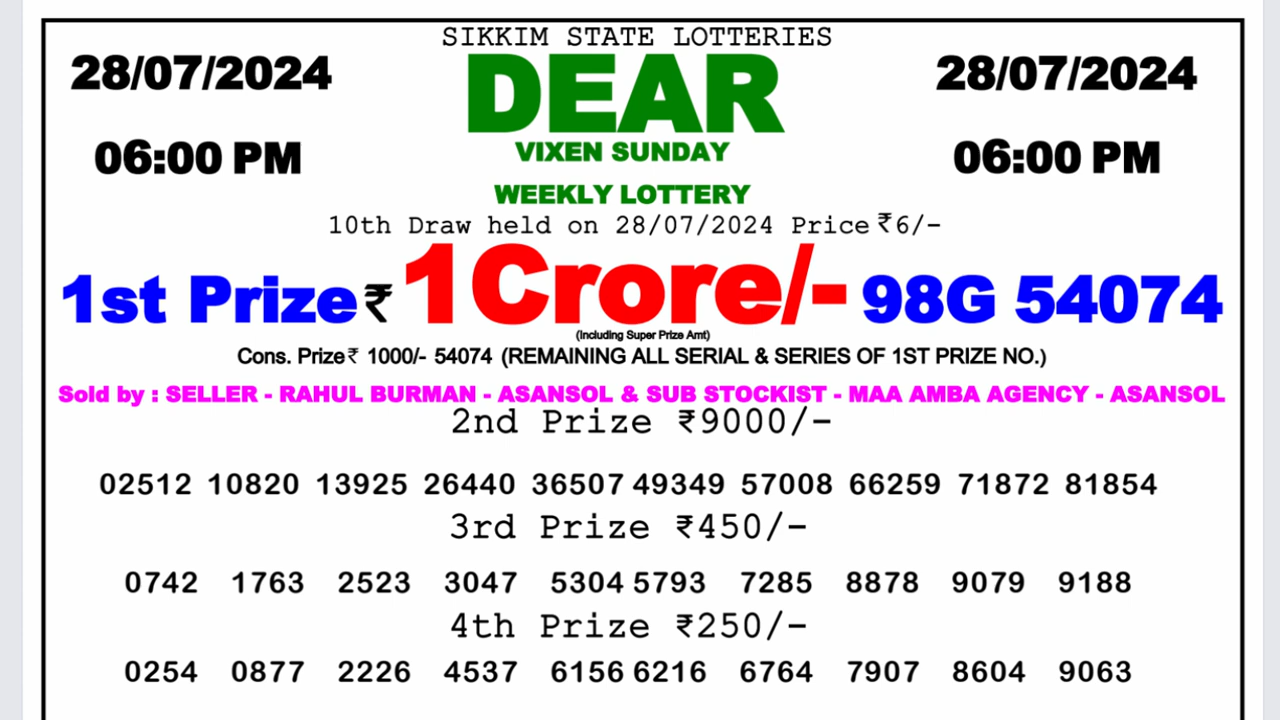 SIKKIM STATE LOTTERIES
28/07/2024 DEAR 28/07/2024
06:00 PM VIXEN SUNDAY 06:00 PM
WEEKLY LOTTERY
10th Draw held on 28/07/2024 Price ₹6/-
1st Prize ₹ 1Crore/- 98G 54074
(Including Super Prize Amt)
Cons. Prize ₹ 1000/- 54074 (REMAINING ALL SERIAL & SERIES OF 1ST PRIZE NO.)
Sold by : SELLER - RAHUL BURMAN - ASANSOL & SUB STOCKIST - MAA AMBA AGENCY - ASANSOL
2nd Prize ₹9000/-
02512 10820 13925 26440 36507 49349 57008 66259 71872 81854
3rd Prize ₹450/-
0742 1763 2523 3047 5304 5793 7285 8878 9079 9188
4th Prize ₹250/-
0254 0877 2226 4537 6156 6216 6764 7907 8604 9063